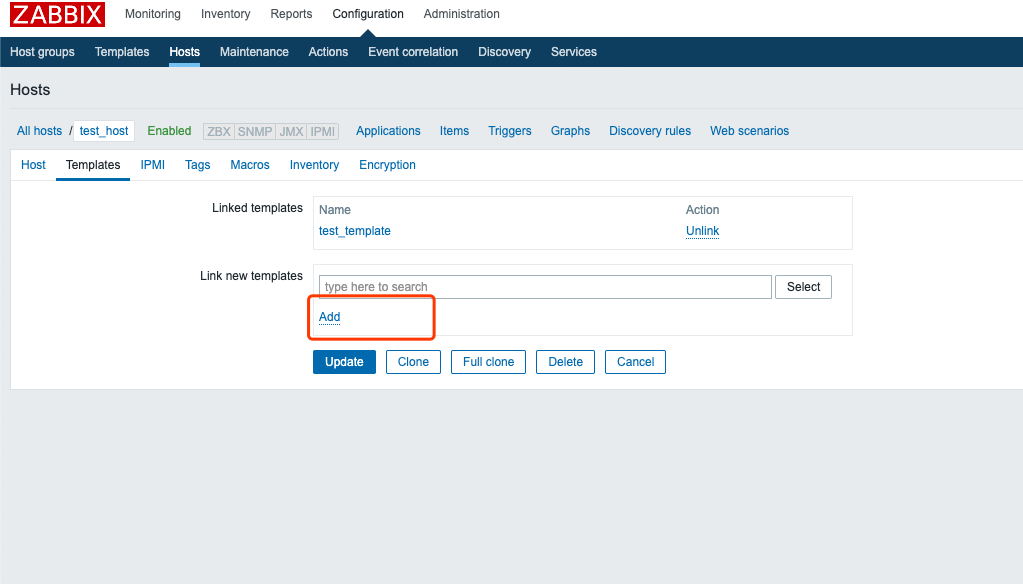 ZABBIX Monitoring Inventory Reports Configuration Administration
Host groups Templates Hosts Maintenance Actions Event correlation Discovery Services
Hosts
All hosts / test_host Enabled ZBX SNMP JMX IPMI Applications Items Triggers Graphs Discovery rules Web scenarios
Host Templates IPMI Tags Macros Inventory Encryption
Linked templates Name Action
test_template Unlink
Link new templates
type here to search Select
Add
Update Clone Full clone Delete Cancel